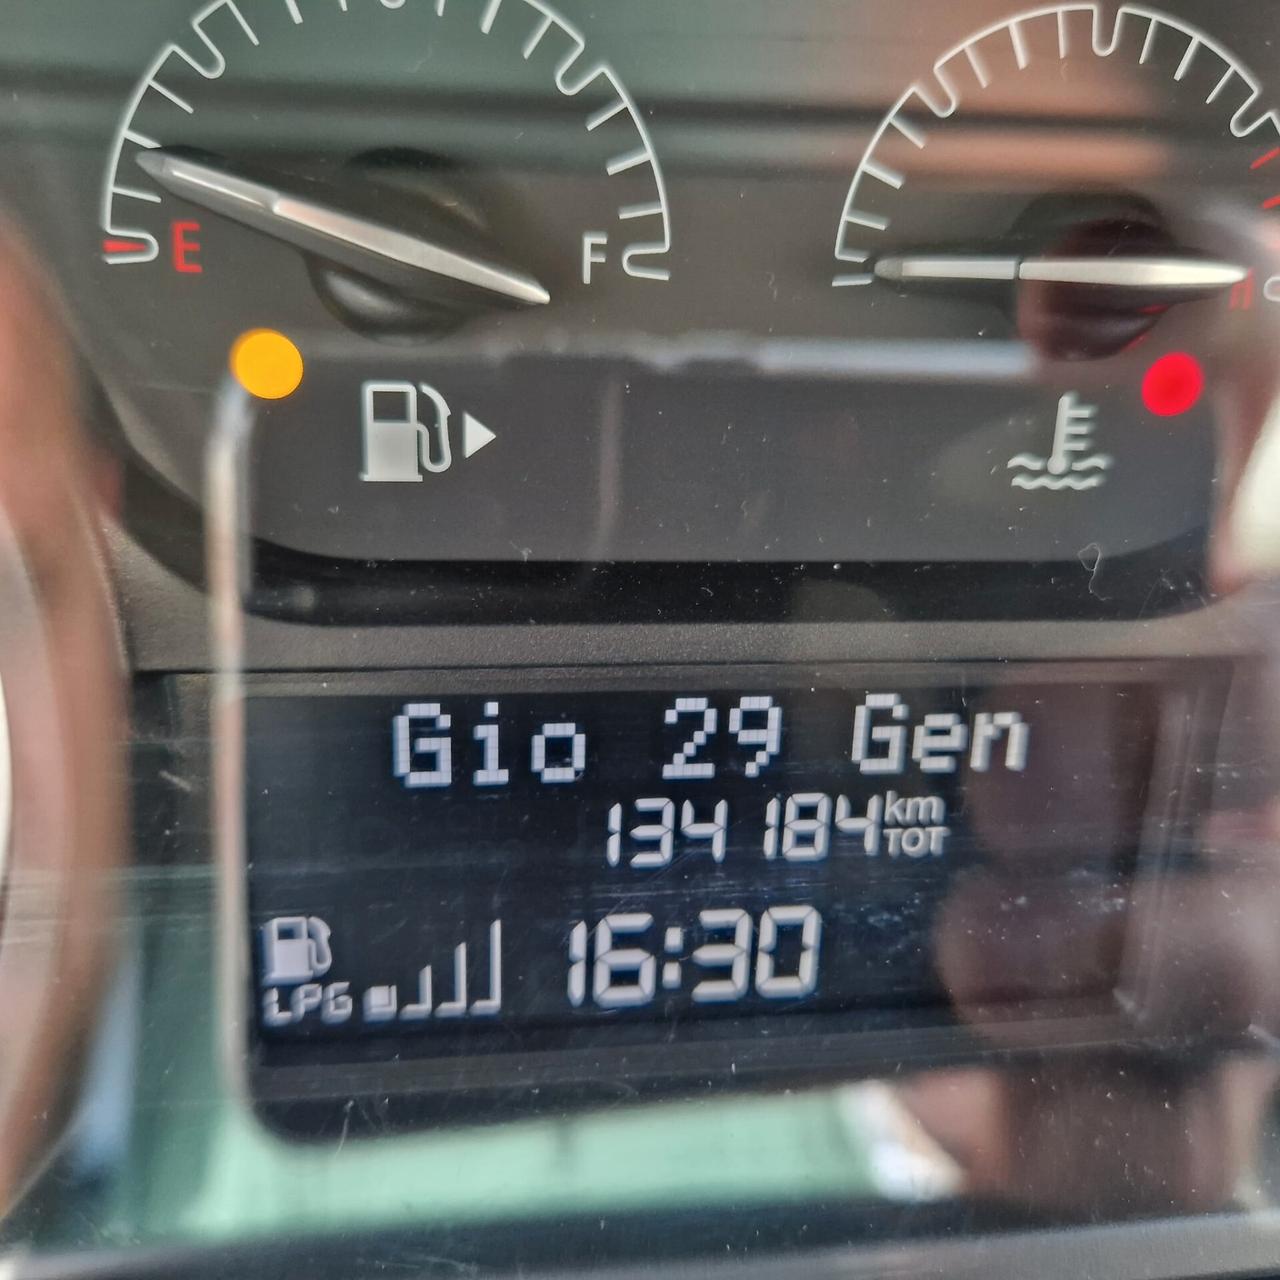 E
F
H
Gio 29 Gen
134 184 km TOT
LPG 16:30